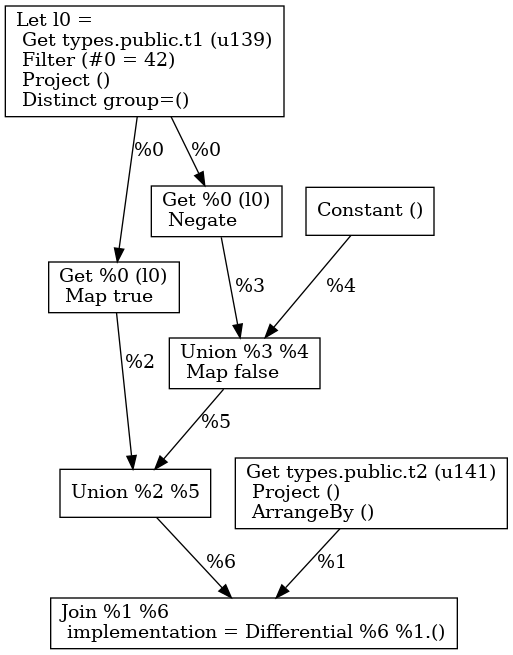 Let l0 =
Get types.public.t1 (u139)
Filter (#0 = 42)
Project ()
Distinct group=()
%0
%0
Get %0 (l0)
Negate
Constant ()
Get %0 (l0)
Map true
%3
%4
Union %3 %4
Map false
%2
%5
Union %2 %5
Get types.public.t2 (u141)
Project ()
ArrangeBy ()
%6
%1
Join %1 %6
implementation = Differential %6 %1.()